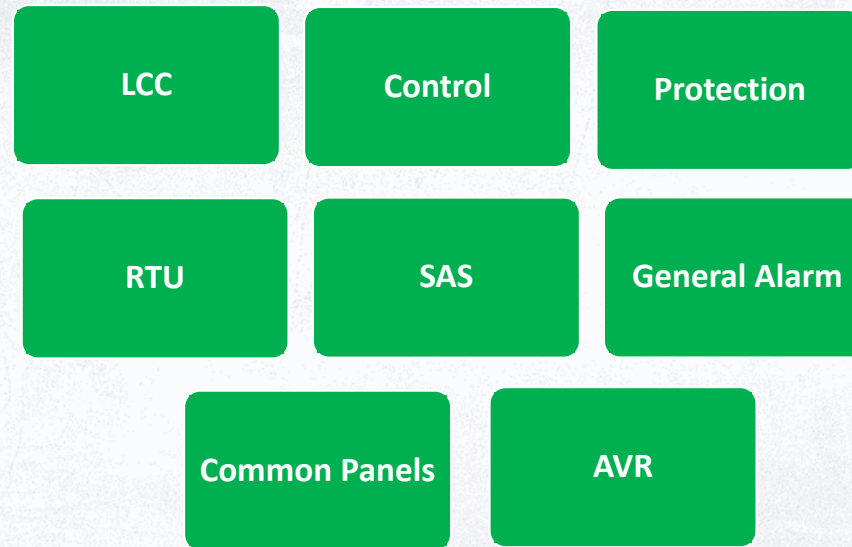 LCC
Control
Protection
RTU
SAS
General Alarm
Common Panels
AVR